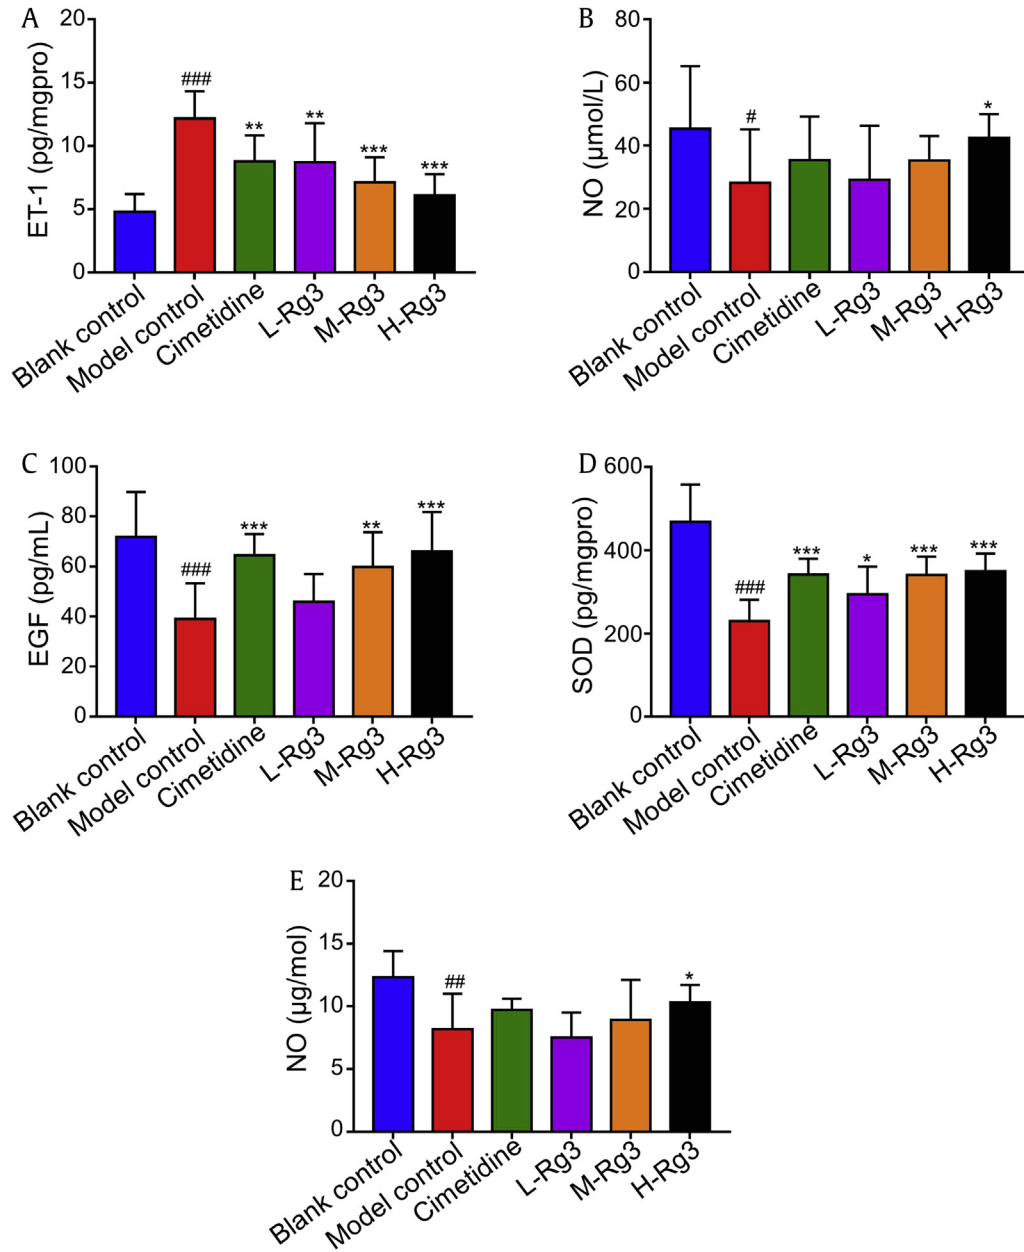 A
20
15
10
5
0
ET-1 (pg/mgpro)
###
**
**
***
***
Blank control
Model control
Cimetidine
L-Rg3
M-Rg3
H-Rg3
B
80
60
40
20
0
NO (μmol/L)
#
*
Blank control
Model control
Cimetidine
L-Rg3
M-Rg3
H-Rg3
C
100
80
60
40
20
0
EGF (pg/mL)
###
***
**
***
Blank control
Model control
Cimetidine
L-Rg3
M-Rg3
H-Rg3
D
600
400
200
0
SOD (pg/mgpro)
###
***
*
***
***
Blank control
Model control
Cimetidine
L-Rg3
M-Rg3
H-Rg3
E
20
15
10
5
0
NO (μg/mol)
##
*
Blank control
Model control
Cimetidine
L-Rg3
M-Rg3
H-Rg3